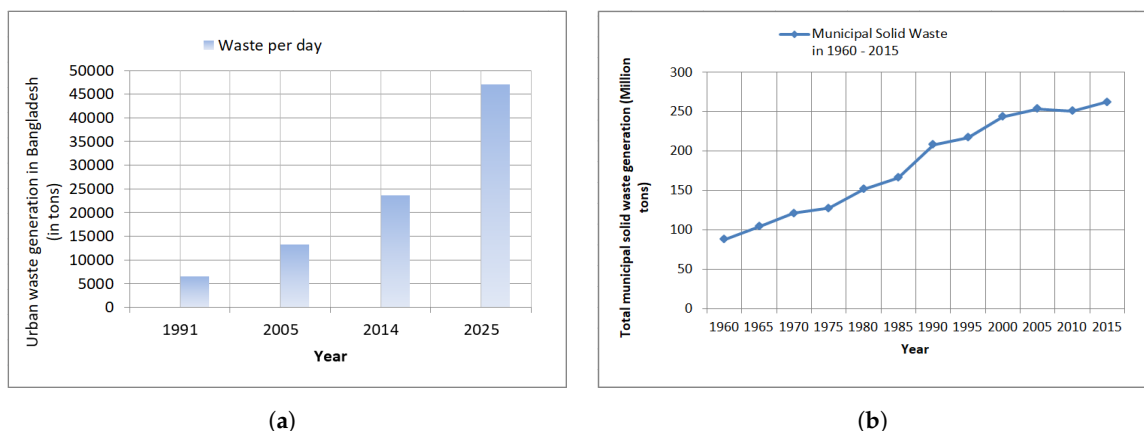 Waste per day
Urban waste generation in Bangladesh
(in tons)
50000
45000
40000
35000
30000
25000
20000
15000
10000
5000
0
1991 2005 2014 2025
Year
(a)
Municipal Solid Waste
in 1960 - 2015
Total municipal solid waste generation (Million
tons)
300
250
200
150
100
50
0
1960 1965 1970 1975 1980 1985 1990 1995 2000 2005 2010 2015
Year
(b)